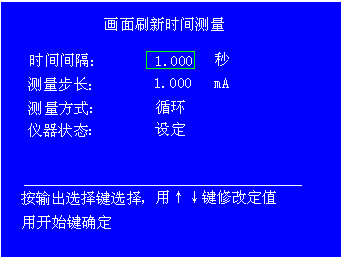 画面刷新时间测量
时间间隔： 1.000 秒
测量步长： 1.000 mA
测量方式： 循环
仪器状态： 设定
按输出选择键选择，用↑↓键修改定值
用开始键确定